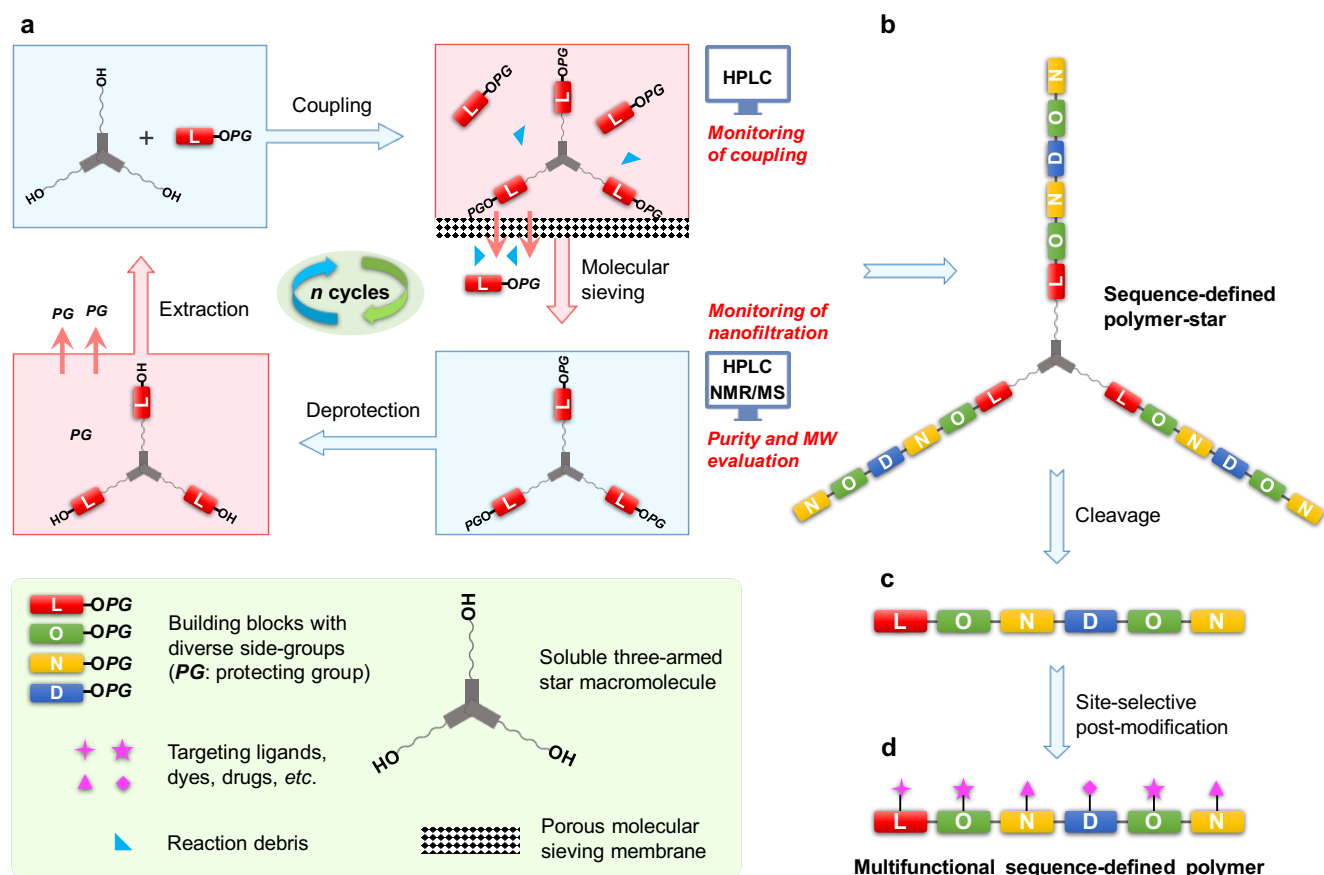 a
b
OH
HO
OH
+
L
OPG
Coupling
L
OPG
L
OPG
L
OPG
L
PGO
L
OPG
HPLC
Monitoring
of coupling
L
OPG
Molecular
sieving
n cycles
Extraction
PG
PG
PG
OH
L
L
HO
L
OH
Deprotection
OPG
L
L
PGO
L
OPG
Monitoring of
nanofiltration
HPLC
NMR/MS
Purity and MW
evaluation
N
O
D
N
O
L
Sequence-defined
polymer-star
N
O
D
N
O
L
L
O
N
D
O
N
Cleavage
c
L O N D O N
Site-selective
post-modification
d
L O N D O N
Multifunctional sequence-defined polymer
L OPG
O OPG
N OPG
D OPG
Building blocks with
diverse side-groups
(PG: protecting group)
Targeting ligands,
dyes, drugs, etc.
Reaction debris
OH
HO
OH
Soluble three-armed
star macromolecule
Porous molecular
sieving membrane